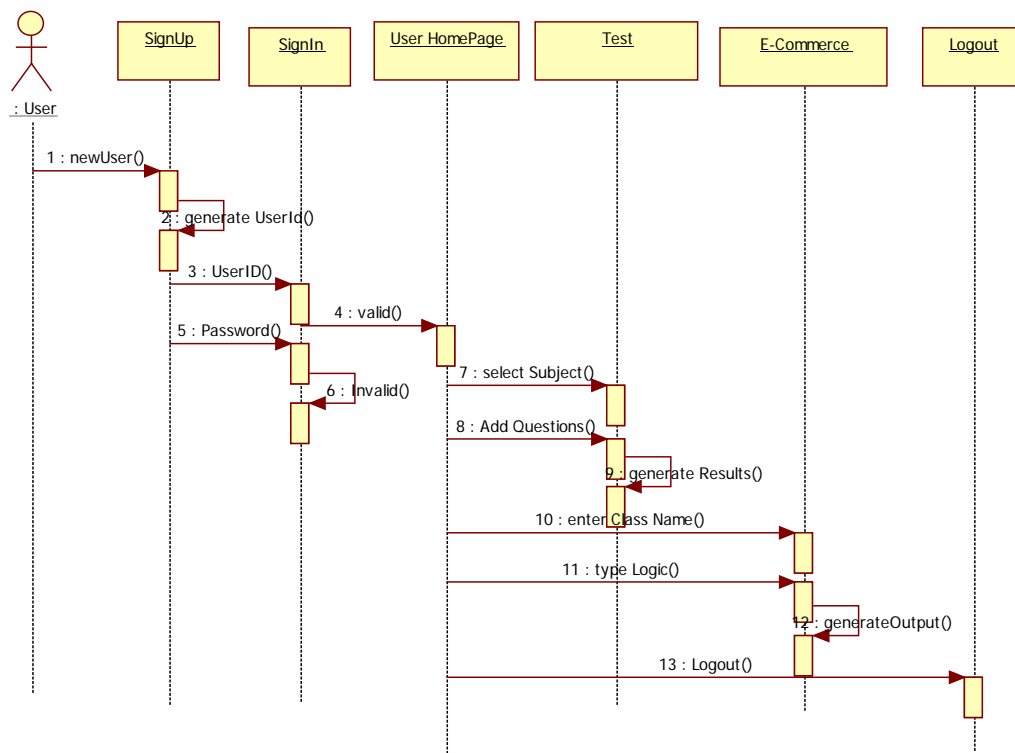 SignUp
SignIn
User HomePage
Test
E-Commerce
Logout
: User
1 : newUser()
2 : generate UserId()
3 : UserID()
4 : valid()
5 : Password()
6 : Invalid()
7 : select Subject()
8 : Add Questions()
9 : generate Results()
10 : enter Class Name()
11 : type Logic()
12 : generateOutput()
13 : Logout()